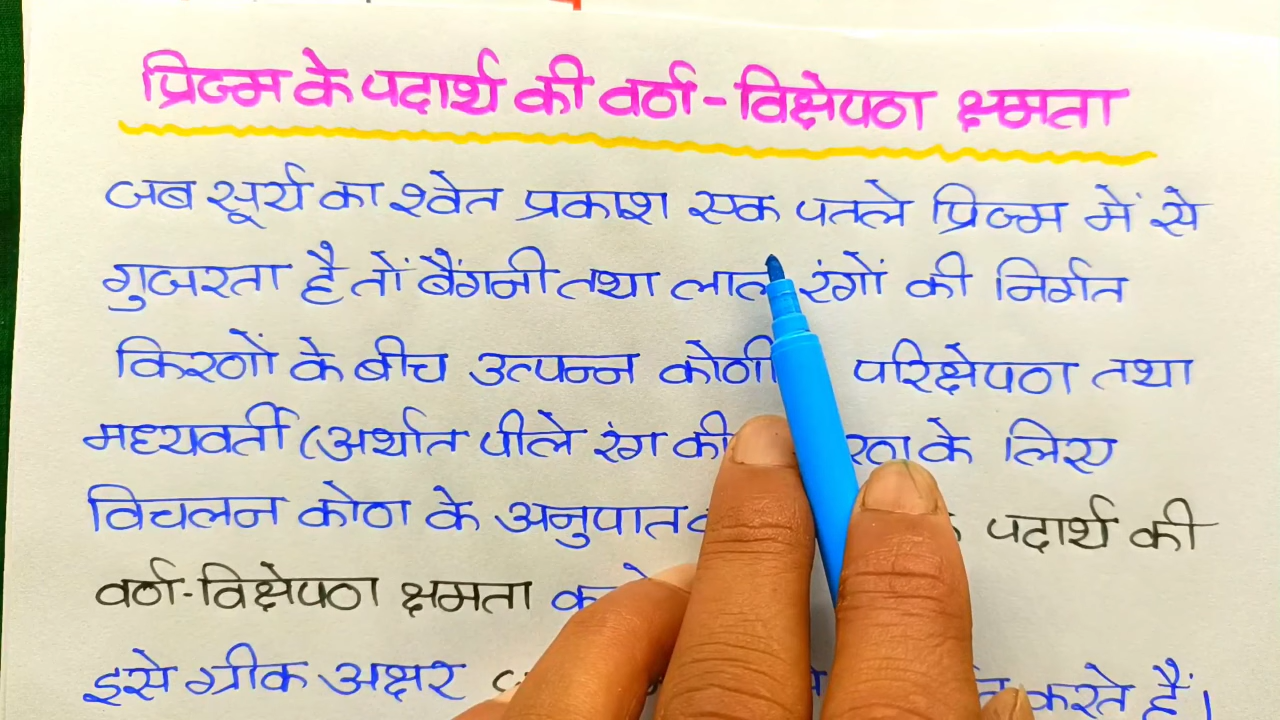 प्रिज्म के पदार्थ की वर्ण-विक्षेपण क्षमता
जब सूर्य का श्वेत प्रकाश एक पतले प्रिज्म में से
गुजरता है तों बैंगनी तथा लाल रंगों की निर्गत
किरणों के बीच उत्पन्न परिक्षेपण तथा
मध्यवर्ती (अर्थात पीले रंग की के लिए
विचलन कोण के अनुपात पदार्थ की
वर्ण-विक्षेपण क्षमता
इसे ग्रीक अक्षर करते हैं।